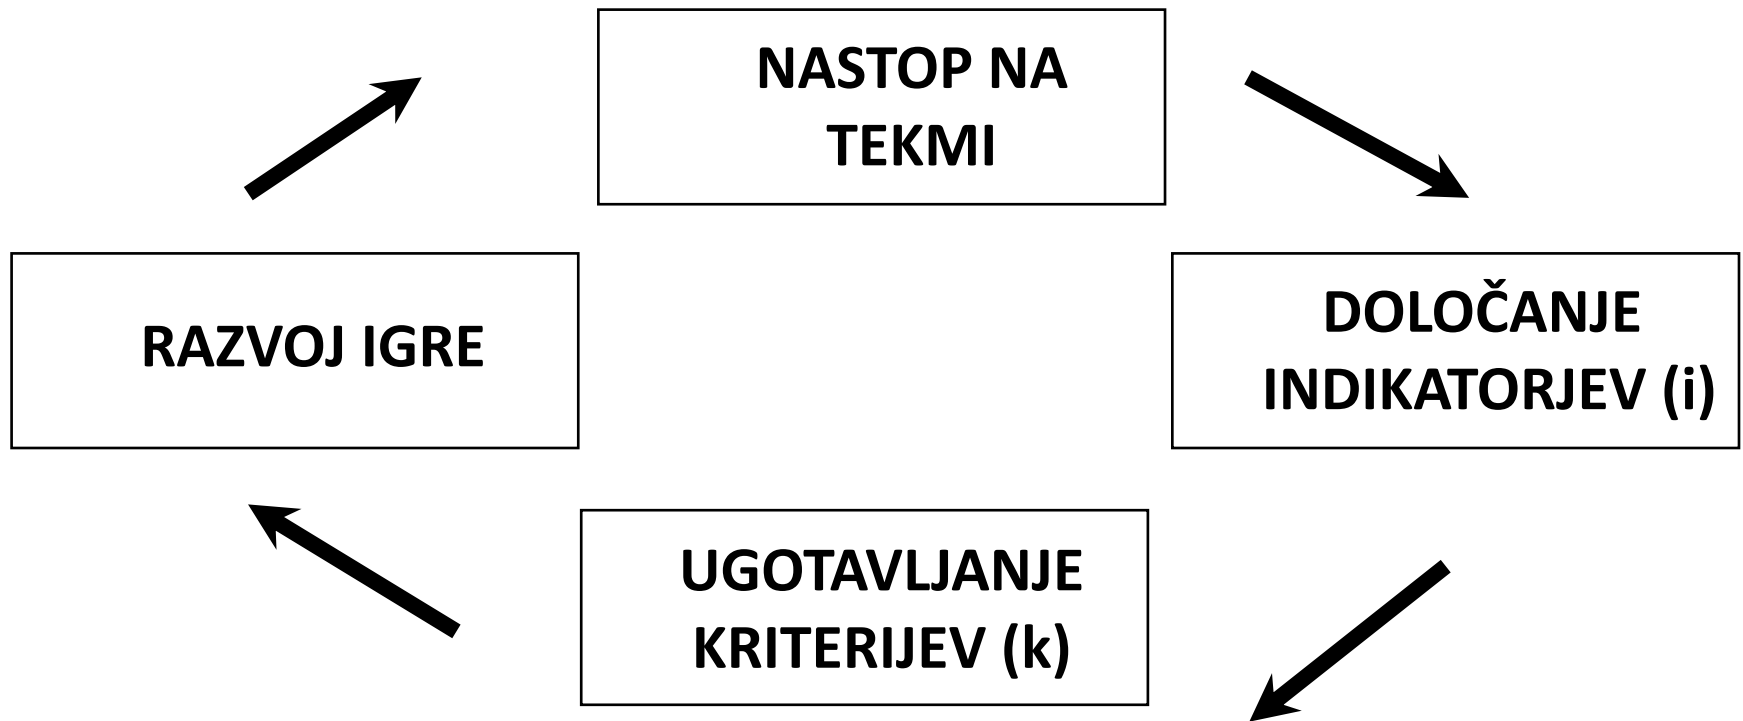 NASTOP NA
TEKMI
RAZVOJ IGRE
DOLOČANJE
INDIKATORJEV (i)
UGOTAVLJANJE
KRITERIJEV (k)